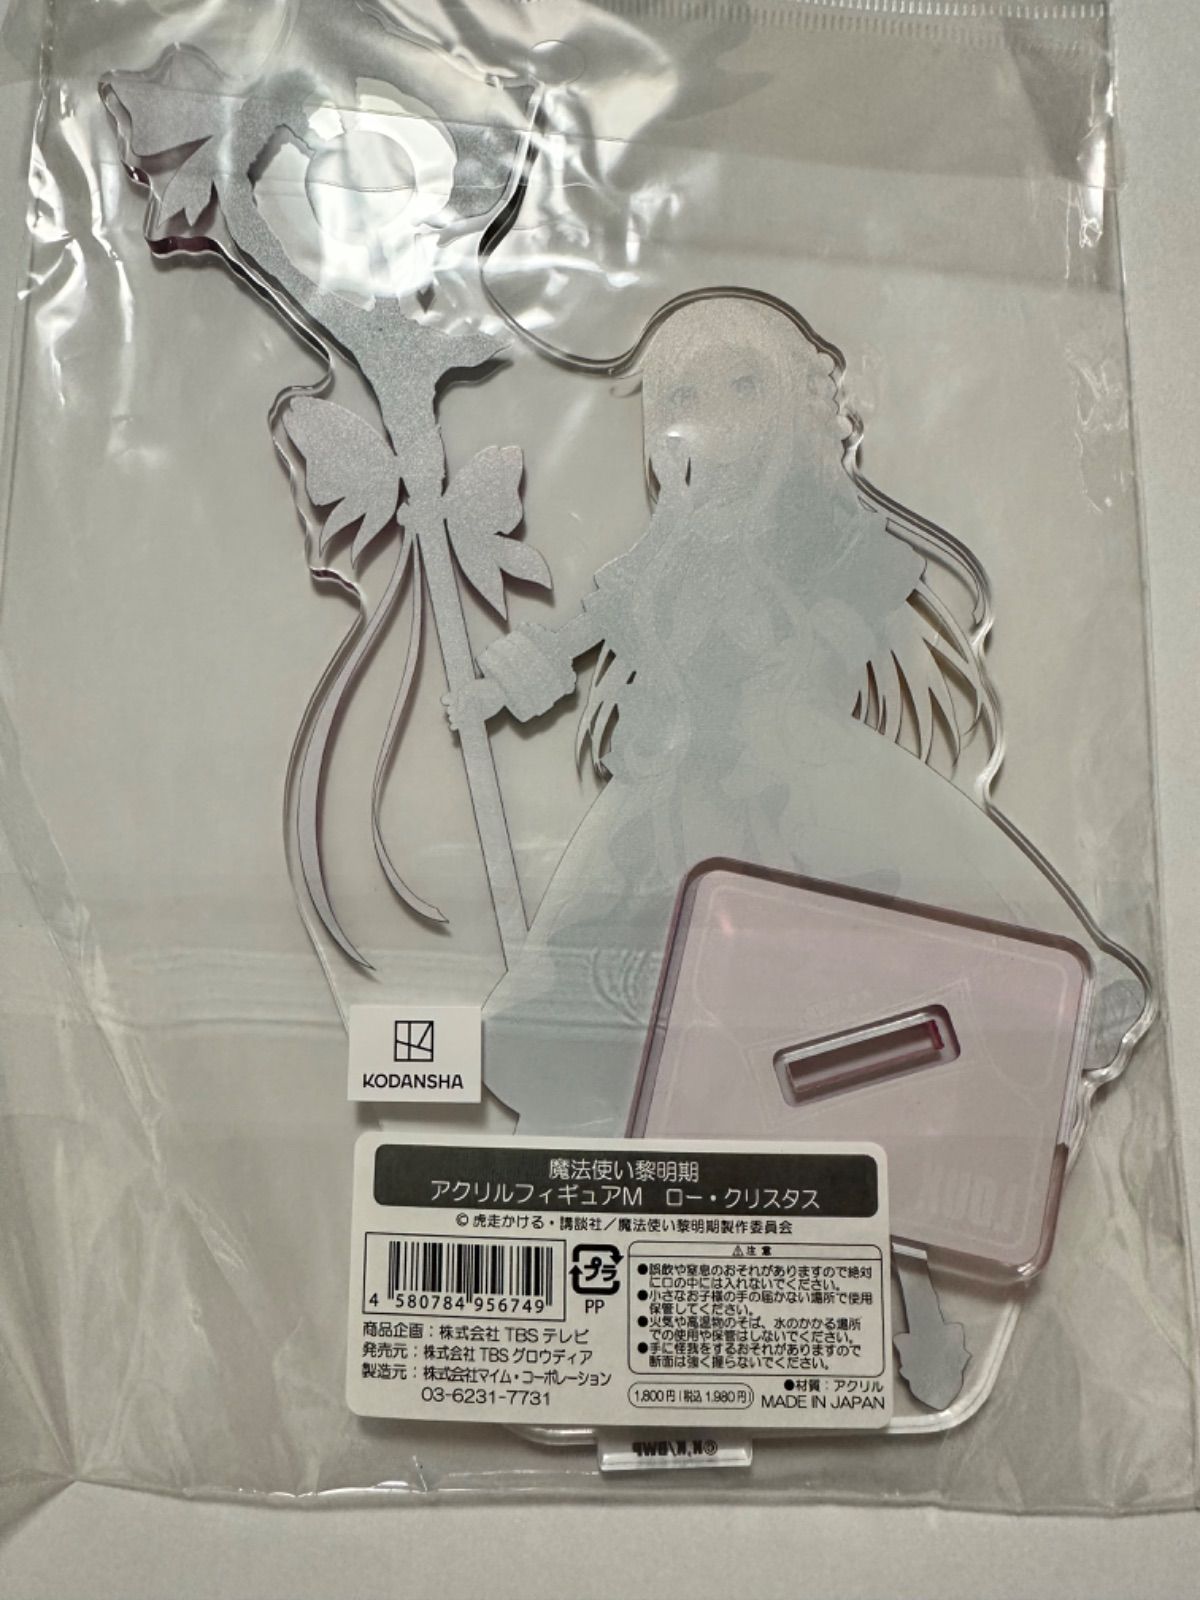 KODANSHA
魔法使い黎明期
アクリルフィギュアM　ロー・クリスタス
© 虎走かける・講談社／魔法使い黎明期製作委員会
4 580784 956749
プラ
PP
商品企画：株式会社 TBS テレビ
発売元：株式会社 TBS グロウディア
製造元：株式会社マイム・コーポレーション
03-6231-7731
⚠注意
●誤飲や窒息のおそれがありますので絶対
に口の中には入れないでください。
●小さなお子様の手の届かない場所で使用
保管してください。
●火気や高温物のそば、水のかかる場所
での使用や保管はしないでください。
●手に怪我をするおそれがありますので
断面は強く握らないでください。
1,800円(税込1,980円)
●材質：アクリル
MADE IN JAPAN
©K,K/DWP